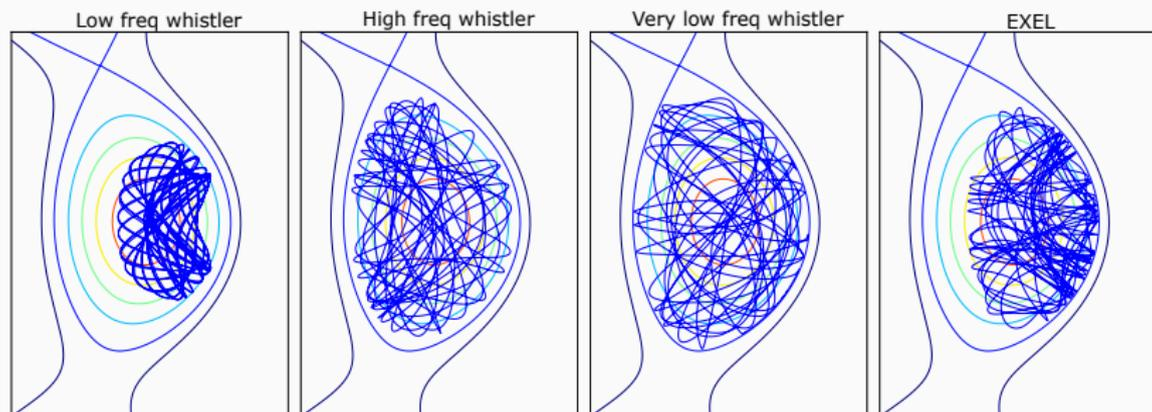 Low freq whistler
High freq whistler
Very low freq whistler
EXEL